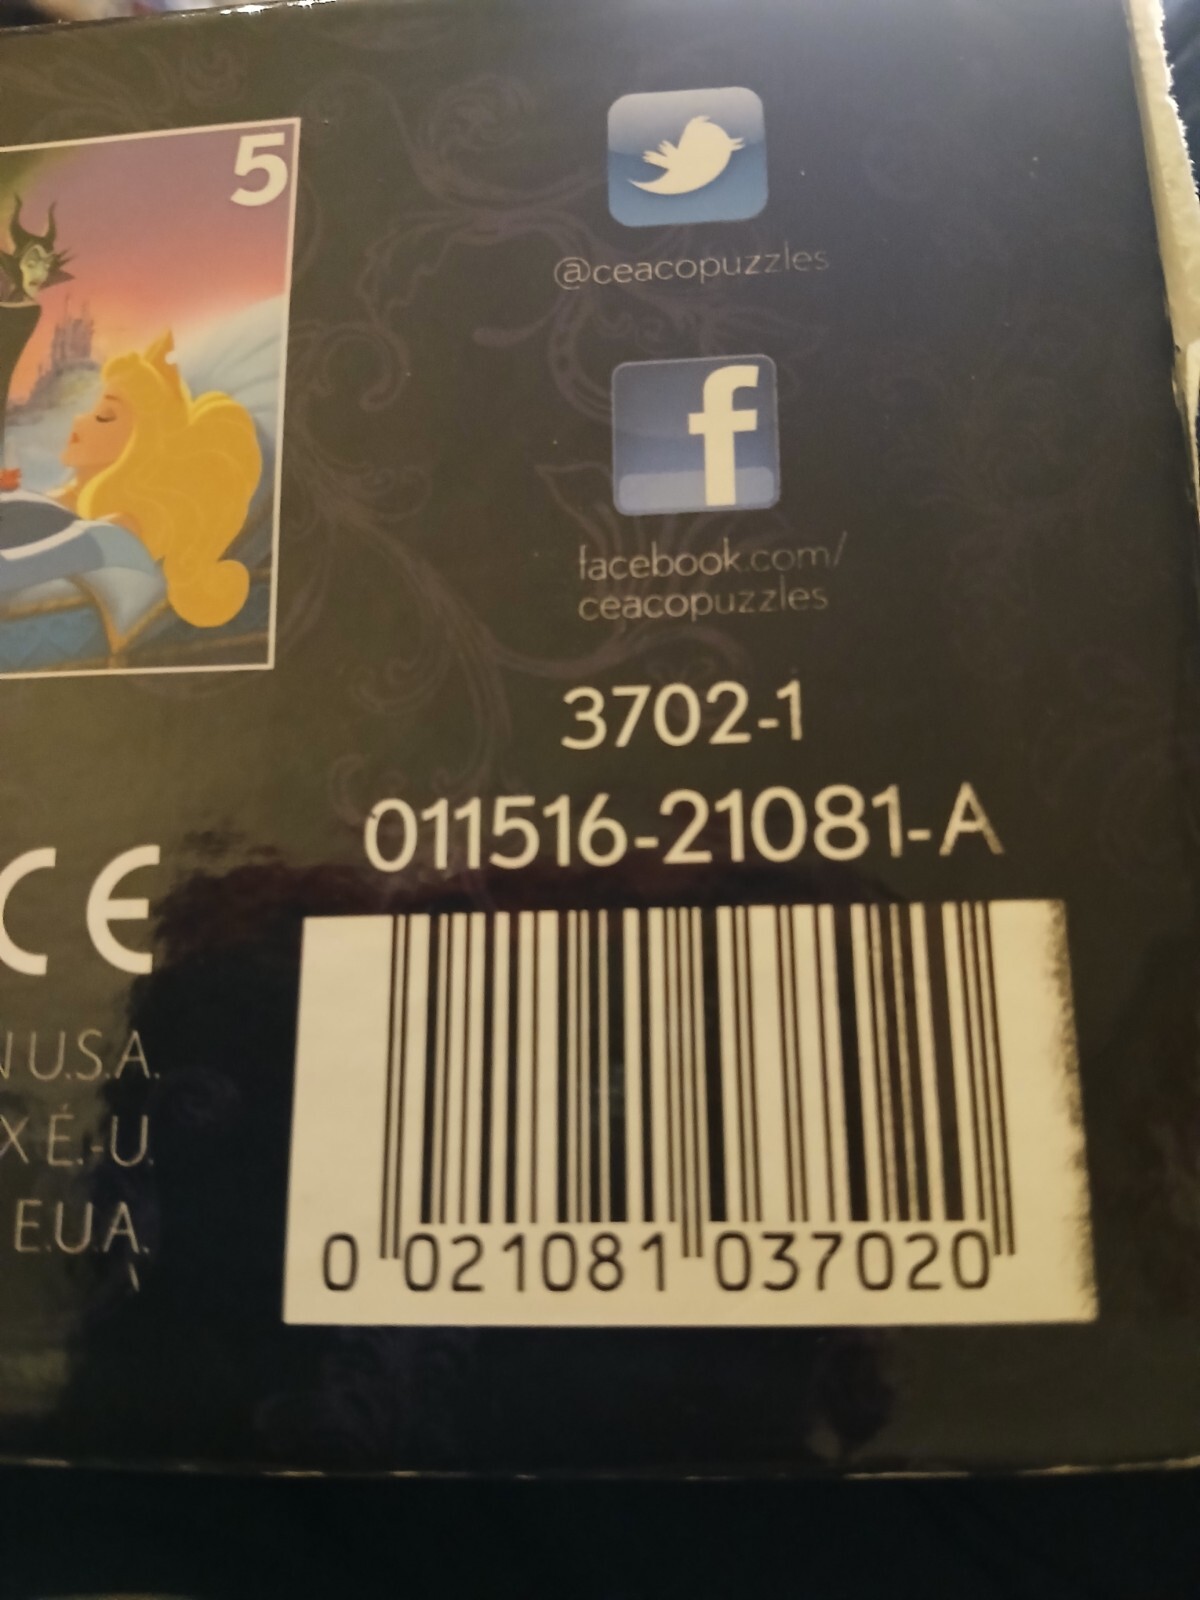 5
@ceacopuzzles
facebook.com/
ceacopuzzles
3702-1
011516-21081-A
CE
U.S.A.
É.-U.
E.U.A.
0 021081 037020